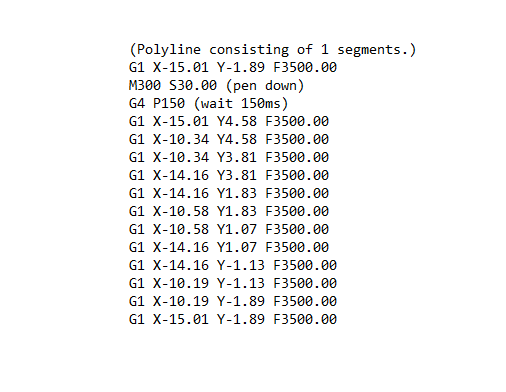 (Polyline consisting of 1 segments.)
G1 X-15.01 Y-1.89 F3500.00
M300 S30.00 (pen down)
G4 P150 (wait 150ms)
G1 X-15.01 Y4.58 F3500.00
G1 X-10.34 Y4.58 F3500.00
G1 X-10.34 Y3.81 F3500.00
G1 X-14.16 Y3.81 F3500.00
G1 X-14.16 Y1.83 F3500.00
G1 X-10.58 Y1.83 F3500.00
G1 X-10.58 Y1.07 F3500.00
G1 X-14.16 Y1.07 F3500.00
G1 X-14.16 Y-1.13 F3500.00
G1 X-10.19 Y-1.13 F3500.00
G1 X-10.19 Y-1.89 F3500.00
G1 X-15.01 Y-1.89 F3500.00